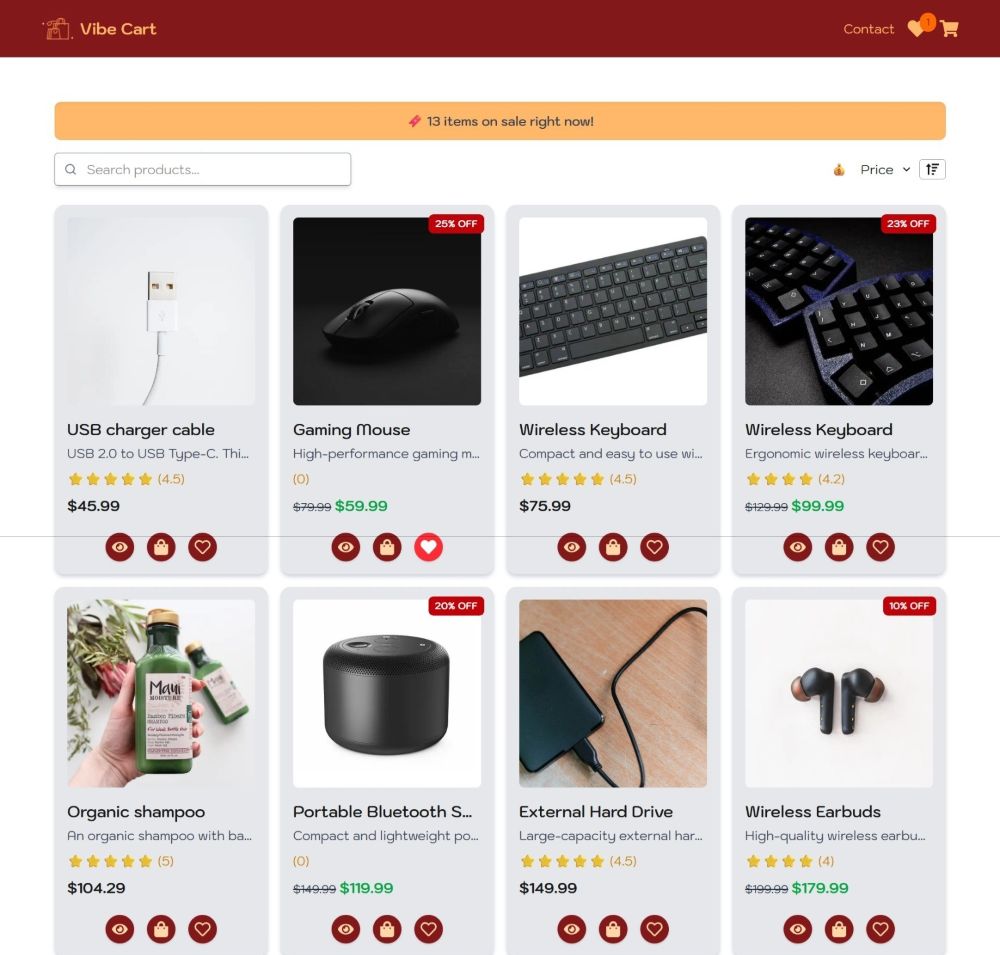 Vibe Cart
Contact
1
13 items on sale right now!
Search products...
Price
25% OFF
23% OFF
USB charger cable
USB 2.0 to USB Type-C. Thi...
(4.5)
$45.99
Gaming Mouse
High-performance gaming m...
(0)
$79.99 $59.99
Wireless Keyboard
Compact and easy to use wi...
(4.5)
$75.99
Wireless Keyboard
Ergonomic wireless keyboar...
(4.2)
$129.99 $99.99
20% OFF
10% OFF
Maui
MOISTURE
Bamboo Fibers
SHAMPOO
Organic shampoo
An organic shampoo with ba...
(5)
$104.29
Portable Bluetooth S...
Compact and lightweight po...
(0)
$149.99 $119.99
External Hard Drive
Large-capacity external har...
(4.5)
$149.99
Wireless Earbuds
High-quality wireless earbu...
(4)
$199.99 $179.99